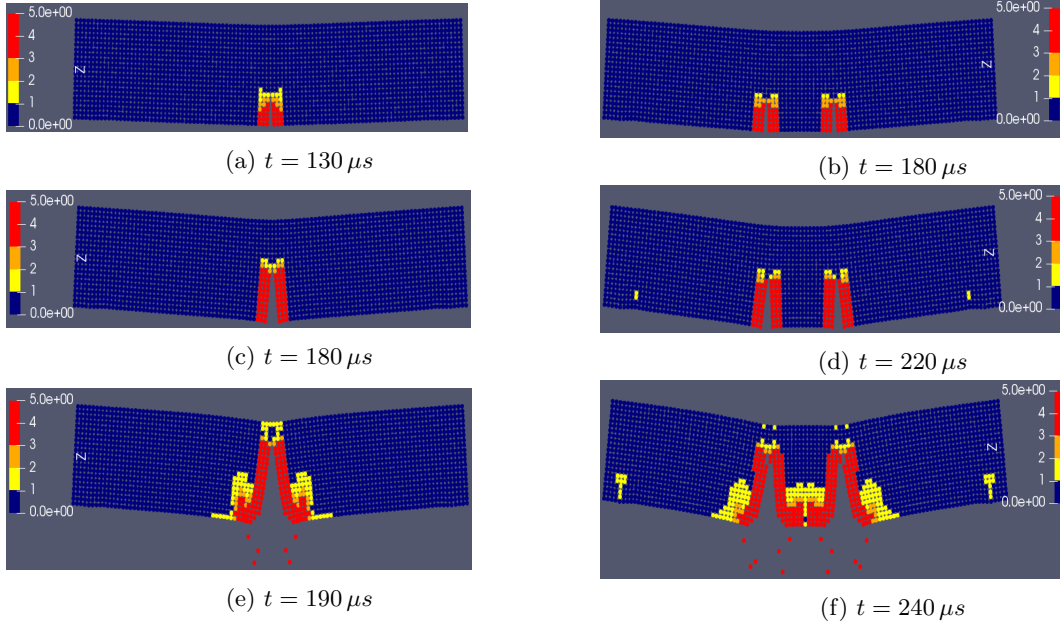 5.0e+00
4
3
2
1
0.0e+00
Z
(a) t = 130 μs
5.0e+00
4
3
2
1
0.0e+00
Z
(b) t = 180 μs
5.0e+00
4
3
2
1
0.0e+00
Z
(c) t = 180 μs
5.0e+00
4
3
2
1
0.0e+00
Z
(d) t = 220 μs
5.0e+00
4
3
2
1
0.0e+00
Z
(e) t = 190 μs
5.0e+00
4
3
2
1
0.0e+00
Z
(f) t = 240 μs